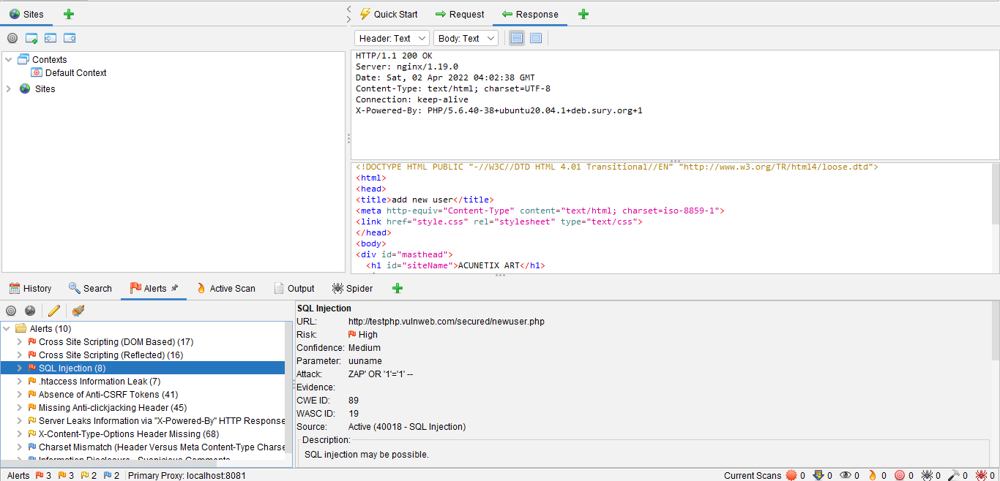 Sites
Quick Start Request Response
Header: Text Body: Text
Contexts
Default Context
Sites
HTTP/1.1 200 OK
Server: nginx/1.19.0
Date: Sat, 02 Apr 2022 04:02:38 GMT
Content-Type: text/html; charset=UTF-8
Connection: keep-alive
X-Powered-By: PHP/5.6.40-38+ubuntu20.04.1+deb.sury.org+1
<!DOCTYPE HTML PUBLIC "-//W3C//DTD HTML 4.01 Transitional//EN" "http://www.w3.org/TR/html4/loose.dtd">
<html>
<head>
<title>add new user</title>
<meta http-equiv="Content-Type" content="text/html; charset=iso-8859-1">
<link href="style.css" rel="stylesheet" type="text/css">
</head>
<body>
<div id="masthead">
<h1 id="siteName">ACUNETIX ART</h1>
History Search Alerts Active Scan Output Spider
Alerts (10)
Cross Site Scripting (DOM Based) (17)
Cross Site Scripting (Reflected) (16)
SQL Injection (8)
.htaccess Information Leak (7)
Absence of Anti-CSRF Tokens (41)
Missing Anti-clickjacking Header (45)
Server Leaks Information via "X-Powered-By" HTTP Response
X-Content-Type-Options Header Missing (68)
Charset Mismatch (Header Versus Meta Content-Type Charse
Information Disclosure - Suspicious Comments
SQL Injection
URL: http://testphp.vulnweb.com/secured/newuser.php
Risk: High
Confidence: Medium
Parameter: uuname
Attack: ZAP' OR '1'='1' --
Evidence:
CWE ID: 89
WASC ID: 19
Source: Active (40018 - SQL Injection)
Description:
SQL injection may be possible.
Alerts 3 3 2 2 Primary Proxy: localhost:8081 Current Scans 0 0 0 0 0 0 0 0